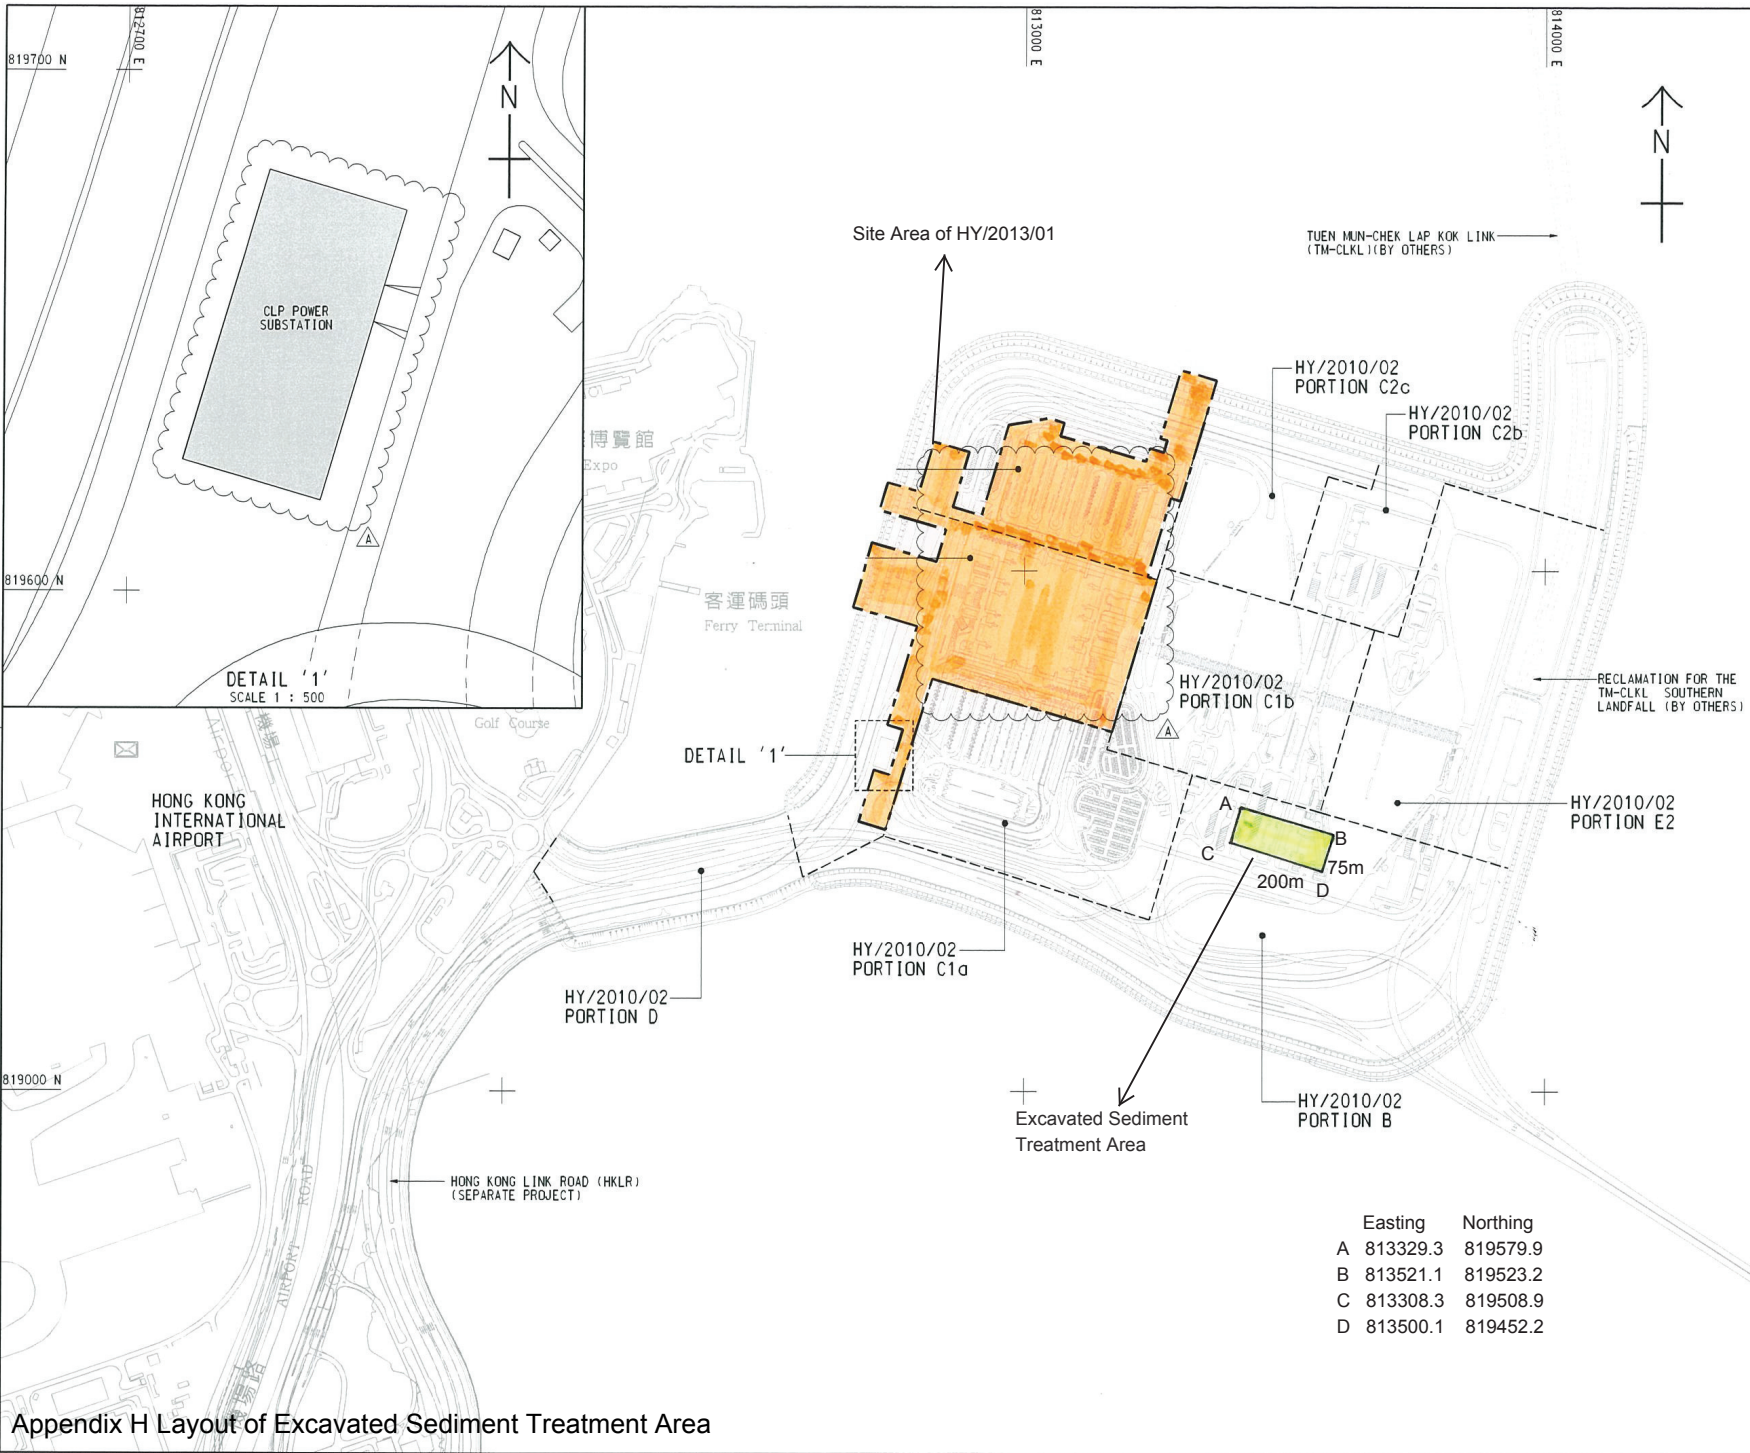 819700 N
812700 E
N
CLP POWER
SUBSTATION
A
819600 N
DETAIL '1'
SCALE 1 : 500
813000 E
814000 E
N
Site Area of HY/2013/01
TUEN MUN-CHEK LAP KOK LINK
(TM-CLKL)(BY OTHERS)
HY/2010/02
PORTION C2c
HY/2010/02
PORTION C2b
博覽館
Expo
客運碼頭
Ferry Terminal
HY/2010/02
PORTION C1b
A
RECLAMATION FOR THE
TM-CLKL SOUTHERN
LANDFALL (BY OTHERS)
Golf Course
DETAIL '1'
HONG KONG
INTERNATIONAL
AIRPORT
A
B
C
75m
200m
D
HY/2010/02
PORTION E2
HY/2010/02
PORTION C1a
HY/2010/02
PORTION D
819000 N
Excavated Sediment
Treatment Area
HY/2010/02
PORTION B
HONG KONG LINK ROAD (HKLR)
(SEPARATE PROJECT)
AIRPORT ROAD
機場路
Easting Northing
A 813329.3 819579.9
B 813521.1 819523.2
C 813308.3 819508.9
D 813500.1 819452.2
Appendix H Layout of Excavated Sediment Treatment Area